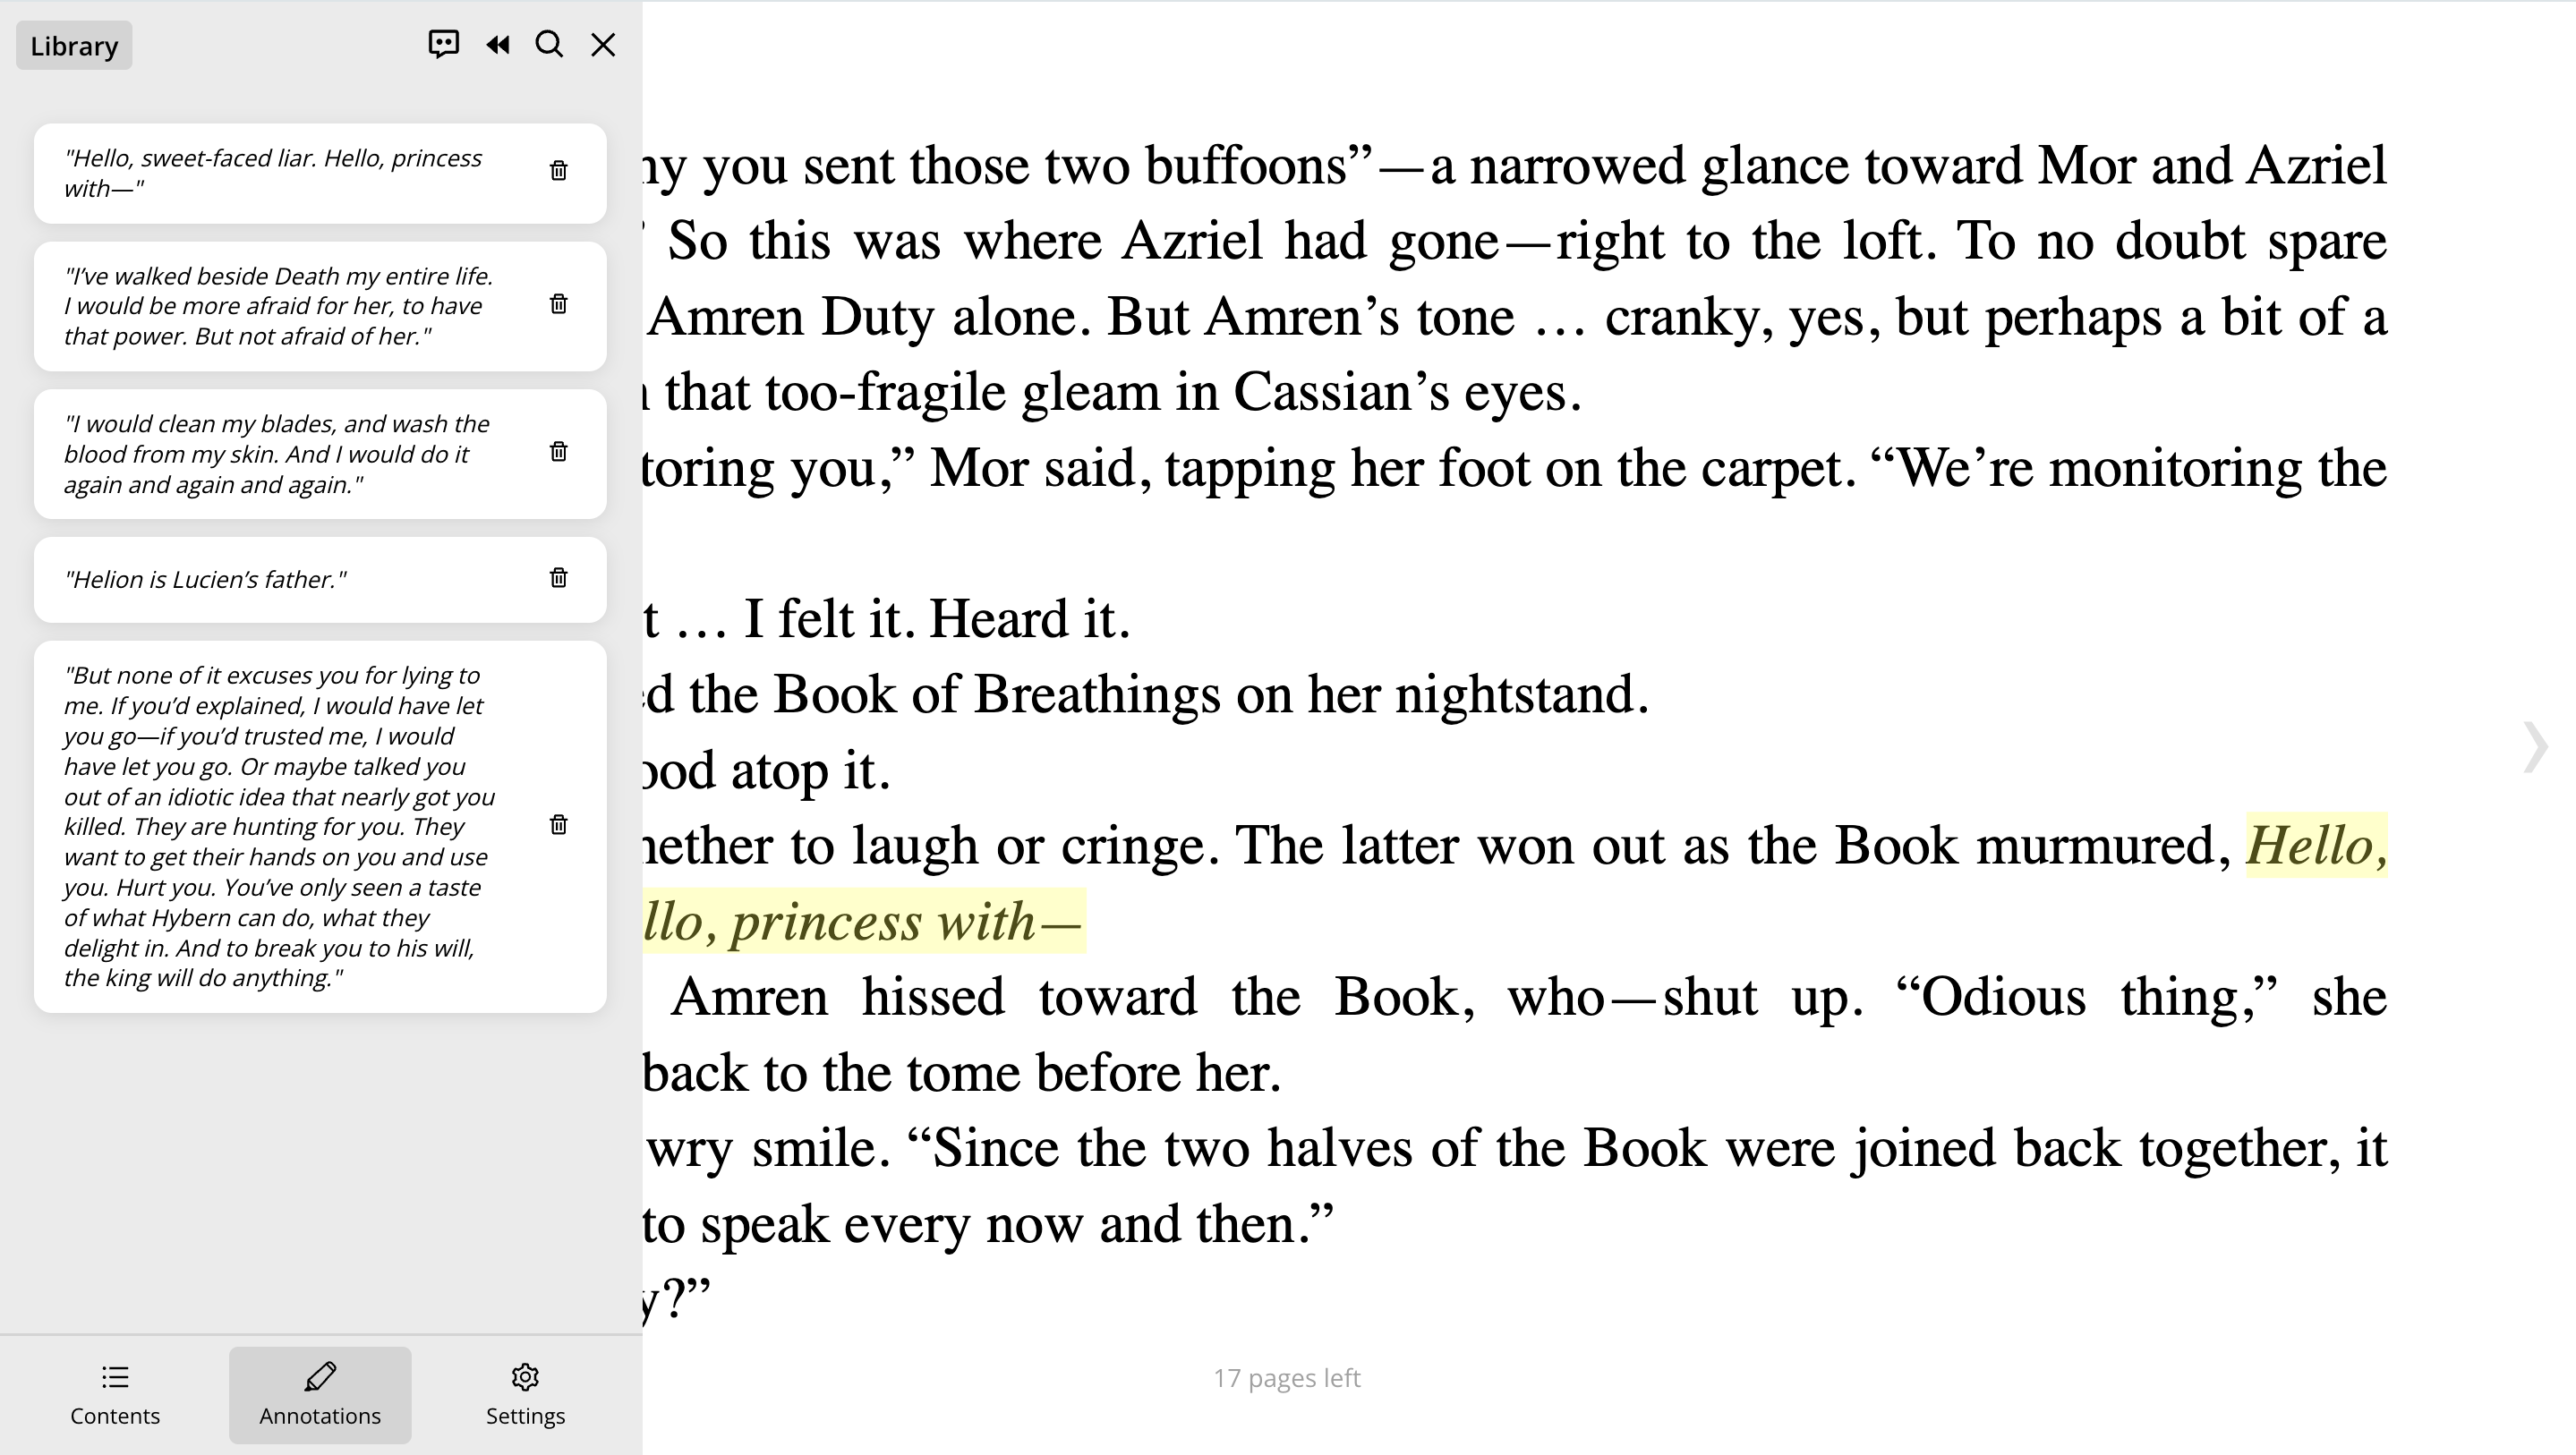 Library
"Hello, sweet-faced liar. Hello, princess
with—"
"I’ve walked beside Death my entire life.
I would be more afraid for her, to have
that power. But not afraid of her."
"I would clean my blades, and wash the
blood from my skin. And I would do it
again and again and again."
"Helion is Lucien’s father."
"But none of it excuses you for lying to
me. If you’d explained, I would have let
you go—if you’d trusted me, I would
have let you go. Or maybe talked you
out of an idiotic idea that nearly got you
killed. They are hunting for you. They
want to get their hands on you and use
you. Hurt you. You’ve only seen a taste
of what Hybern can do, what they
delight in. And to break you to his will,
the king will do anything."
Contents
Annotations
Settings
you sent those two buffoons”—a narrowed glance toward Mor and Azriel
So this was where Azriel had gone—right to the loft. To no doubt spare
Amren Duty alone. But Amren’s tone … cranky, yes, but perhaps a bit of a
that too-fragile gleam in Cassian’s eyes.
toring you,” Mor said, tapping her foot on the carpet. “We’re monitoring the
t … I felt it. Heard it.
d the Book of Breathings on her nightstand.
ood atop it.
hether to laugh or cringe. The latter won out as the Book murmured, Hello,
llo, princess with—
Amren hissed toward the Book, who—shut up. “Odious thing,” she
back to the tome before her.
wry smile. “Since the two halves of the Book were joined back together, it
to speak every now and then.”
y?”
17 pages left